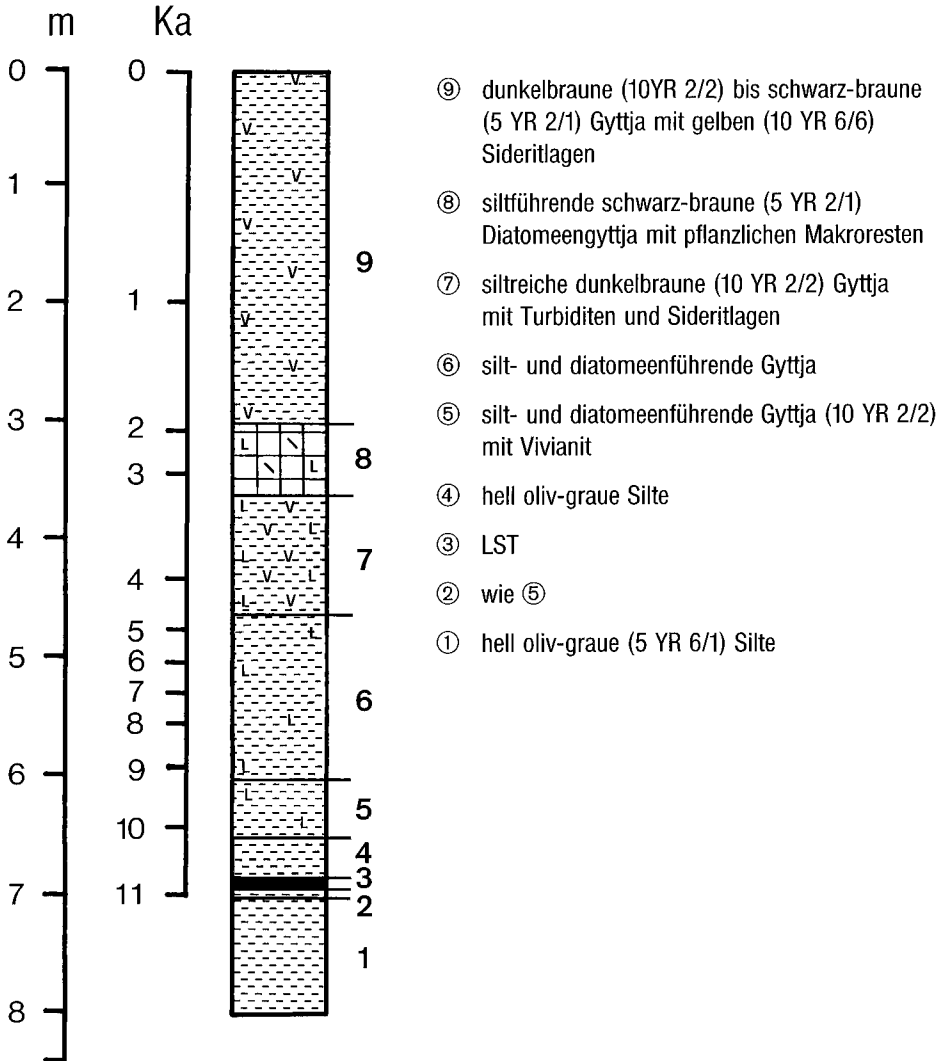 m
Ka
0
1
2
3
4
5
6
7
8
0
1
2
3
4
5
6
7
8
9
10
11
9
8
7
6
5
4
3
2
1
⑨ dunkelbraune (10YR 2/2) bis schwarz-braune
(5 YR 2/1) Gyttja mit gelben (10 YR 6/6)
Sideritlagen
⑧ siltführende schwarz-braune (5 YR 2/1)
Diatomeengyttja mit pflanzlichen Makroresten
⑦ siltreiche dunkelbraune (10 YR 2/2) Gyttja
mit Turbiditen und Sideritlagen
⑥ silt- und diatomeenführende Gyttja
⑤ silt- und diatomeenführende Gyttja (10 YR 2/2)
mit Vivianit
④ hell oliv-graue Silte
③ LST
② wie ⑤
① hell oliv-graue (5 YR 6/1) Silte